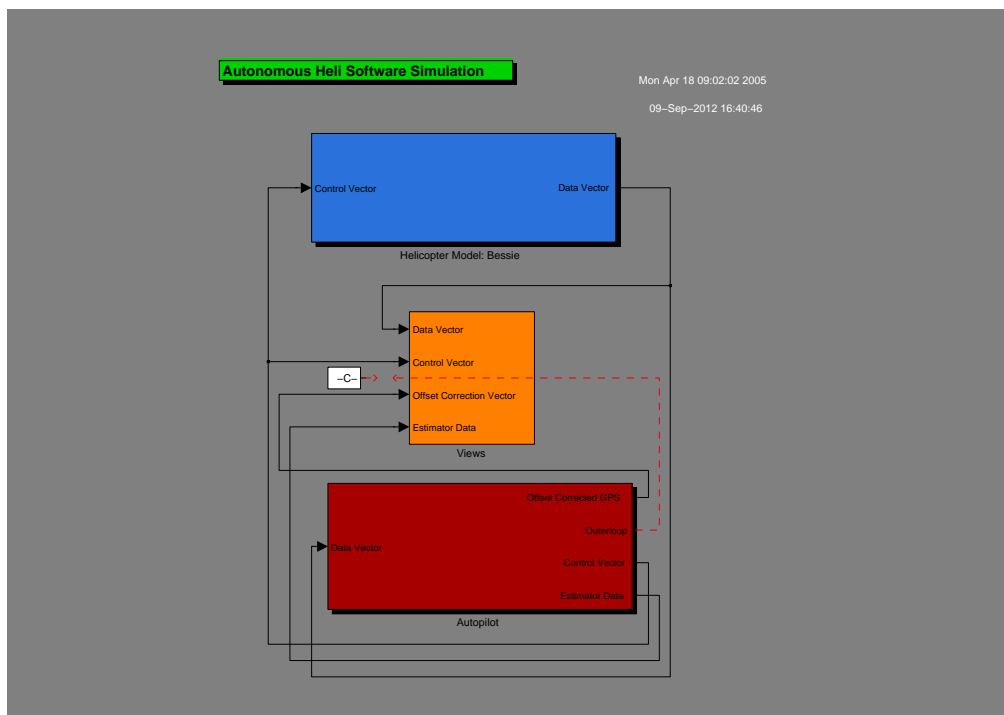 Autonomous Heli Software Simulation
Mon Apr 18 09:02:02 2005
09–Sep–2012 16:40:46
Control Vector
Data Vector
Helicopter Model: Bessie
Data Vector
Control Vector
–C–
Offset Correction Vector
Estimator Data
Views
Offset Corrected GPS
Outerloop
Data Vector
Control Vector
Estimator Data
Autopilot